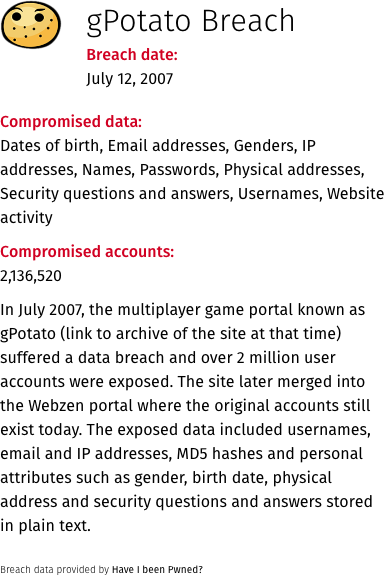 gPotato Breach
Breach date:
July 12, 2007
Compromised data:
Dates of birth, Email addresses, Genders, IP
addresses, Names, Passwords, Physical addresses,
Security questions and answers, Usernames, Website
activity
Compromised accounts:
2,136,520
In July 2007, the multiplayer game portal known as
gPotato (link to archive of the site at that time)
suffered a data breach and over 2 million user
accounts were exposed. The site later merged into
the Webzen portal where the original accounts still
exist today. The exposed data included usernames,
email and IP addresses, MD5 hashes and personal
attributes such as gender, birth date, physical
address and security questions and answers stored
in plain text.
Breach data provided by Have I been Pwned?